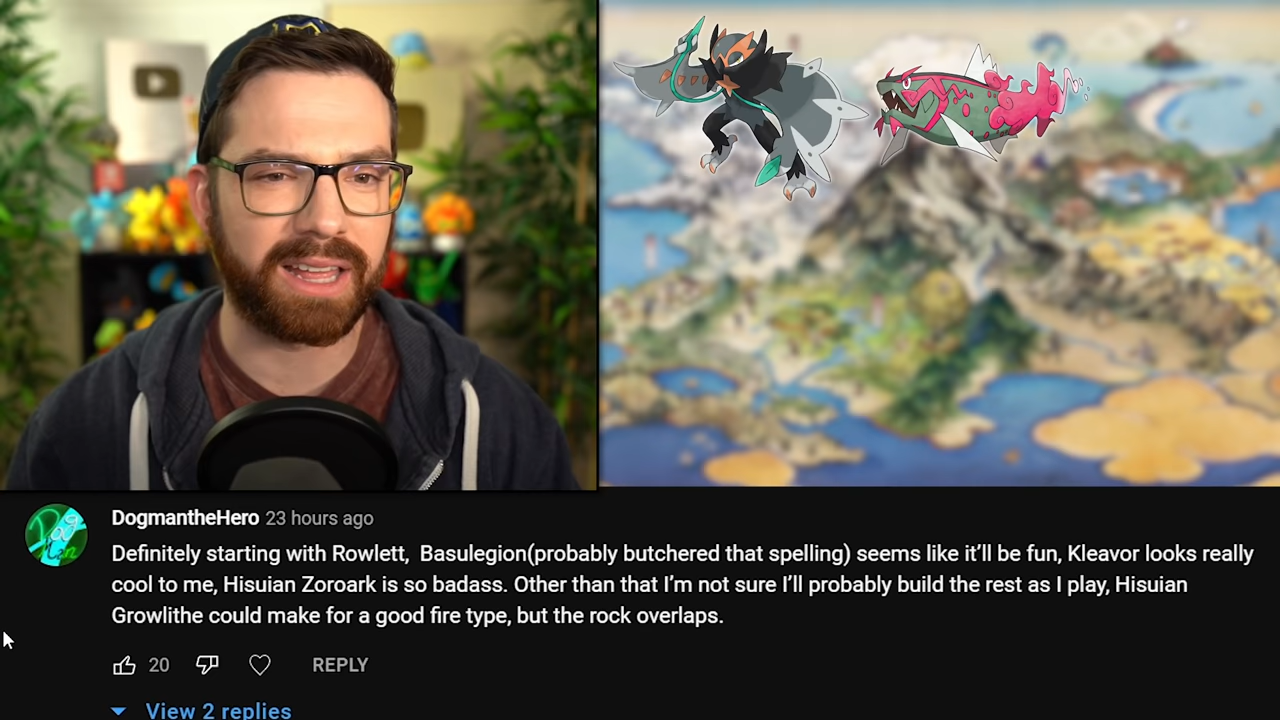 DogmantheHero 23 hours ago
Definitely starting with Rowlett,  Basulegion(probably butchered that spelling) seems like it’ll be fun, Kleavor looks really
cool to me, Hisuian Zoroark is so badass. Other than that I’m not sure I’ll probably build the rest as I play, Hisuian
Growlithe could make for a good fire type, but the rock overlaps.
20 REPLY
View 2 replies